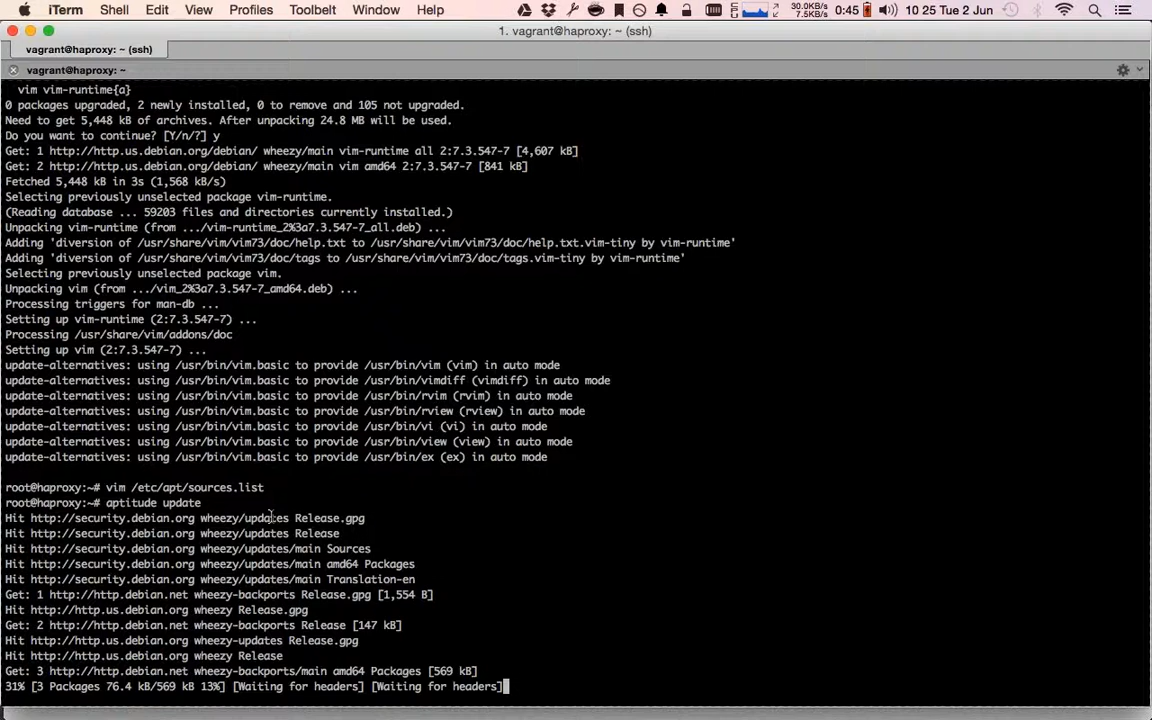 iTerm Shell Edit View Profiles Toolbelt Window Help 30.0KB/s 7.5KB/s 0:45 10 25 Tue 2 Jun
1. vagrant@haproxy: ~ (ssh)
vagrant@haproxy: ~ (ssh)
vagrant@haproxy: ~
vim vim-runtime{a}
0 packages upgraded, 2 newly installed, 0 to remove and 105 not upgraded.
Need to get 5,448 kB of archives. After unpacking 24.8 MB will be used.
Do you want to continue? [Y/n/?] y
Get: 1 http://http.us.debian.org/debian/ wheezy/main vim-runtime all 2:7.3.547-7 [4,607 kB]
Get: 2 http://http.us.debian.org/debian/ wheezy/main vim amd64 2:7.3.547-7 [841 kB]
Fetched 5,448 kB in 3s (1,568 kB/s)
Selecting previously unselected package vim-runtime.
(Reading database ... 59203 files and directories currently installed.)
Unpacking vim-runtime (from .../vim-runtime_2%3a7.3.547-7_all.deb) ...
Adding 'diversion of /usr/share/vim/vim73/doc/help.txt to /usr/share/vim/vim73/doc/help.txt.vim-tiny by vim-runtime'
Adding 'diversion of /usr/share/vim/vim73/doc/tags to /usr/share/vim/vim73/doc/tags.vim-tiny by vim-runtime'
Selecting previously unselected package vim.
Unpacking vim (from .../vim_2%3a7.3.547-7_amd64.deb) ...
Processing triggers for man-db ...
Setting up vim-runtime (2:7.3.547-7) ...
Processing /usr/share/vim/addons/doc
Setting up vim (2:7.3.547-7) ...
update-alternatives: using /usr/bin/vim.basic to provide /usr/bin/vim (vim) in auto mode
update-alternatives: using /usr/bin/vim.basic to provide /usr/bin/vimdiff (vimdiff) in auto mode
update-alternatives: using /usr/bin/vim.basic to provide /usr/bin/rvim (rvim) in auto mode
update-alternatives: using /usr/bin/vim.basic to provide /usr/bin/rview (rview) in auto mode
update-alternatives: using /usr/bin/vim.basic to provide /usr/bin/vi (vi) in auto mode
update-alternatives: using /usr/bin/vim.basic to provide /usr/bin/view (view) in auto mode
update-alternatives: using /usr/bin/vim.basic to provide /usr/bin/ex (ex) in auto mode
root@haproxy:~# vim /etc/apt/sources.list
root@haproxy:~# aptitude update
Hit http://security.debian.org wheezy/updates Release.gpg
Hit http://security.debian.org wheezy/updates Release
Hit http://security.debian.org wheezy/updates/main Sources
Hit http://security.debian.org wheezy/updates/main amd64 Packages
Hit http://security.debian.org wheezy/updates/main Translation-en
Get: 1 http://http.debian.net wheezy-backports Release.gpg [1,554 B]
Hit http://http.us.debian.org wheezy Release.gpg
Get: 2 http://http.debian.net wheezy-backports Release [147 kB]
Hit http://http.us.debian.org wheezy-updates Release.gpg
Hit http://http.us.debian.org wheezy Release
Get: 3 http://http.debian.net wheezy-backports/main amd64 Packages [569 kB]
31% [3 Packages 76.4 kB/569 kB 13%] [Waiting for headers] [Waiting for headers]